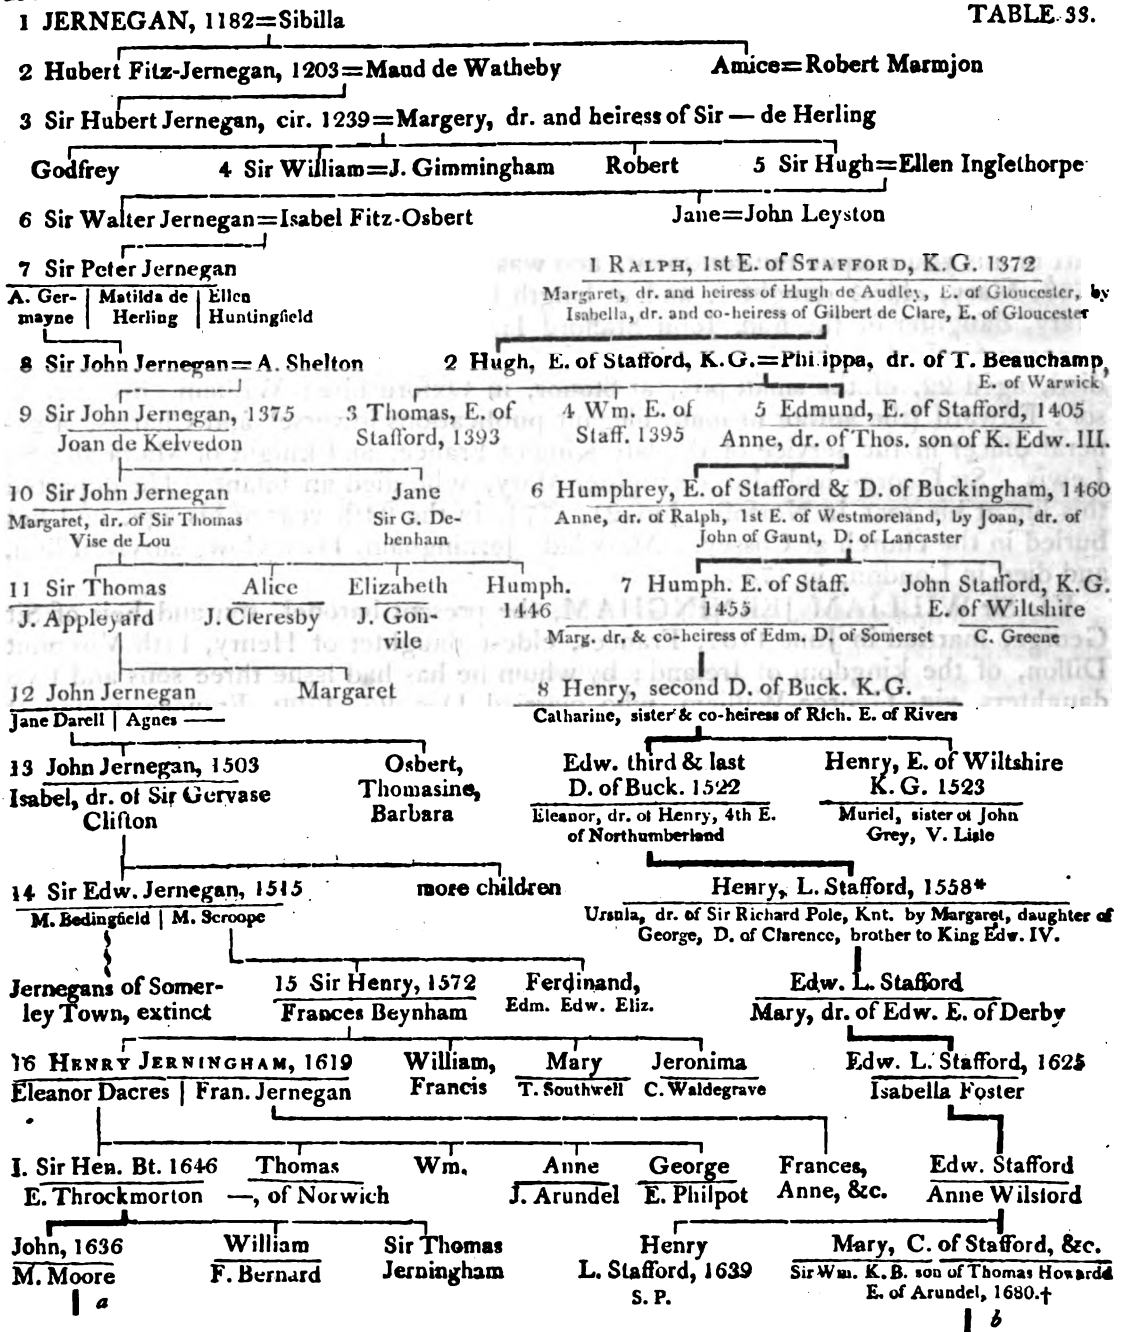 TABLE 33.
1 JERNEGAN, 1182=Sibilla
2 Hubert Fitz-Jernegan, 1203=Maud de Watheby
Amice=Robert Marmjon
3 Sir Hubert Jernegan, cir. 1239=Margery, dr. and heiress of Sir — de Herling
Godfrey 4 Sir William=J. Gimmingham Robert 5 Sir Hugh=Ellen Inglethorpe
6 Sir Walter Jernegan=Isabel Fitz-Osbert Jane=John Leyston
7 Sir Peter Jernegan
A. Ger- | Matilda de | Ellen
mayne | Herling | Huntingfield
1 RALPH, 1st E. of STAFFORD, K.G. 1372
Margaret, dr. and heiress of Hugh de Audley, E. of Gloucester, by
Isabella, dr. and co-heiress of Gilbert de Clare, E. of Gloucester
8 Sir John Jernegan=A. Shelton 2 Hugh, E. of Stafford, K.G.=Philippa, dr. of T. Beauchamp,
E. of Warwick
9 Sir John Jernegan, 1375 3 Thomas, E. of 4 Wm. E. of 5 Edmund, E. of Stafford, 1405
Joan de Kelvedon Stafford, 1393 Staff. 1395 Anne, dr. of Thos. son of K. Edw. III.
10 Sir John Jernegan Jane 6 Humphrey, E. of Stafford & D. of Buckingham, 1460
Margaret, dr. of Sir Thomas Sir G. De- Anne, dr. of Ralph, 1st E. of Westmoreland, by Joan, dr. of
Vise de Lou benham John of Gaunt, D. of Lancaster
11 Sir Thomas Alice Elizabeth Humph. 7 Humph. E. of Staff. John Stafford, K. G.
J. Appleyard J. Cleresby J. Gon- 1446 1455 E. of Wiltshire
vile Marg. dr. & co-heiress of Edm. D. of Somerset C. Greene
12 John Jernegan Margaret 8 Henry, second D. of Buck. K.G.
Jane Darell | Agnes — Catharine, sister & co-heiress of Rich. E. of Rivers
13 John Jernegan, 1503 Osbert, Edw. third & last Henry, E. of Wiltshire
Isabel, dr. of Sir Gervase Thomasine, D. of Buck. 1522 K. G. 1523
Clifton Barbara Eleanor, dr. of Henry, 4th E. Muriel, sister of John
of Northumberland Grey, V. Lisle
14 Sir Edw. Jernegan, 1515 more children Henry, L. Stafford, 1558*
M. Bedingfield | M. Scroope Ursula, dr. of Sir Richard Pole, Knt. by Margaret, daughter of
George, D. of Clarence, brother to King Edw. IV.
Jernegans of Somer- 15 Sir Henry, 1572 Ferdinand, Edw. L. Stafford
ley Town, extinct Frances Beynham Edm. Edw. Eliz. Mary, dr. of Edw. E. of Derby
16 HENRY JERNINGHAM, 1619 William, Mary Jeronima Edw. L. Stafford, 1625
Eleanor Dacres | Fran. Jernegan Francis T. Southwell C. Waldegrave Isabella Foster
I. Sir Hen. Bt. 1646 Thomas Wm. Anne George Frances, Edw. Stafford
E. Throckmorton —, of Norwich J. Arundel E. Philpot Anne, &c. Anne Wilsford
John, 1636 William Sir Thomas Henry Mary, C. of Stafford, &c.
M. Moore F. Bernard Jerningham L. Stafford, 1639 Sir Wm. K. B. son of Thomas Howard
S. P. E. of Arundel, 1680.†
a b